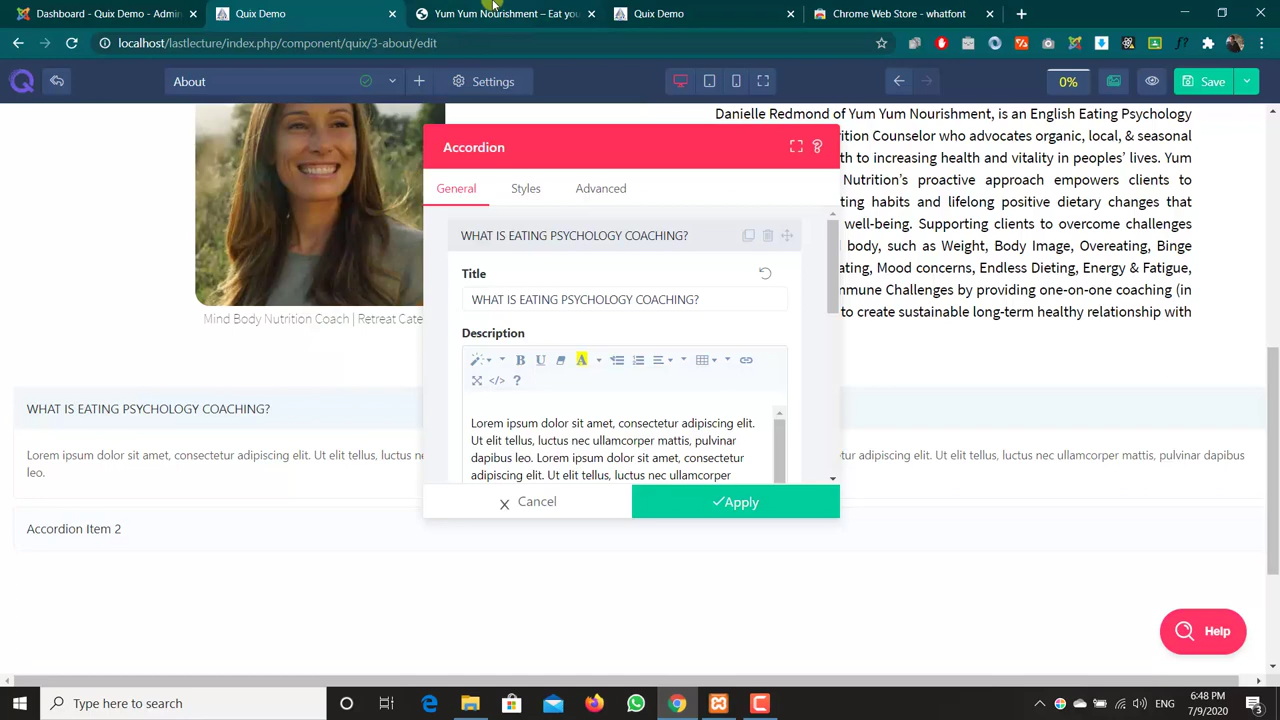 Dashboard - Quix Demo - Admin
Quix Demo
Yum Yum Nourishment – Eat you
Quix Demo
Chrome Web Store - whatfont
localhost/lastlecture/index.php/component/quix/3-about/edit
About
Settings
0%
Save
Danielle Redmond of Yum Yum Nourishment, is an English Eating Psychology
ition Counselor who advocates organic, local, & seasonal
th to increasing health and vitality in peoples’ lives. Yum
Nutrition’s proactive approach empowers clients to
ting habits and lifelong positive dietary changes that
well-being. Supporting clients to overcome challenges
body, such as Weight, Body Image, Overeating, Binge
ating, Mood concerns, Endless Dieting, Energy & Fatigue,
mmune Challenges by providing one-on-one coaching (in
to create sustainable long-term healthy relationship with
Mind Body Nutrition Coach | Retreat Cate
Accordion
General
Styles
Advanced
WHAT IS EATING PSYCHOLOGY COACHING?
Title
WHAT IS EATING PSYCHOLOGY COACHING?
Description
Lorem ipsum dolor sit amet, consectetur adipiscing elit.
Ut elit tellus, luctus nec ullamcorper mattis, pulvinar
dapibus leo. Lorem ipsum dolor sit amet, consectetur
adipiscing elit. Ut elit tellus, luctus nec ullamcorper
Cancel
Apply
WHAT IS EATING PSYCHOLOGY COACHING?
Lorem ipsum dolor sit amet, consectetur adipiscing elit. Ut elit tellus, luctus ne
tetur adipiscing elit. Ut elit tellus, luctus nec ullamcorper mattis, pulvinar dapibus
leo.
Accordion Item 2
Help
Type here to search
ENG
6:48 PM
7/9/2020
3